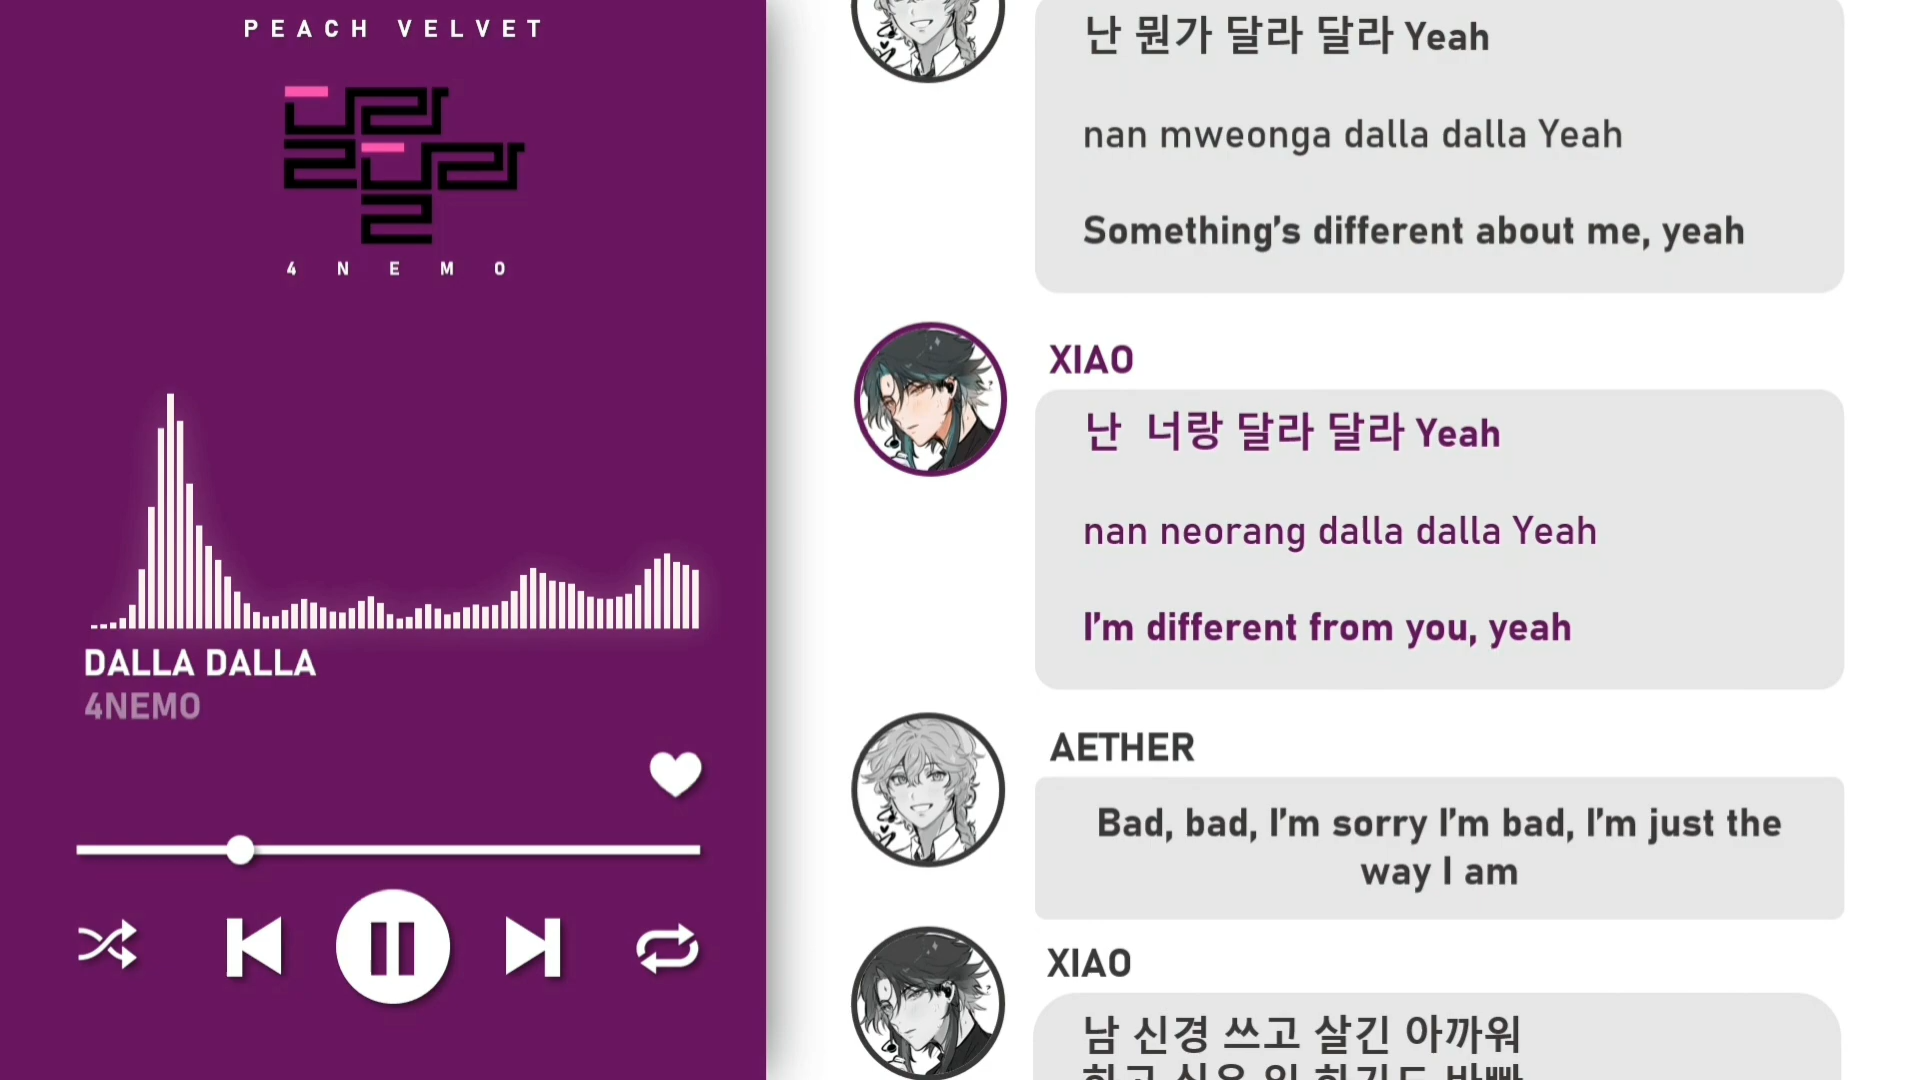 PEACH VELVET
달라달라
4NEMO
DALLA DALLA
4NEMO
난 뭔가 달라 달라 Yeah
nan mweonga dalla dalla Yeah
Something's different about me, yeah
XIAO
난 너랑 달라 달라 Yeah
nan neorang dalla dalla Yeah
I'm different from you, yeah
AETHER
Bad, bad, I'm sorry I'm bad, I'm just the
way I am
XIAO
남 신경 쓰고 살긴 아까워